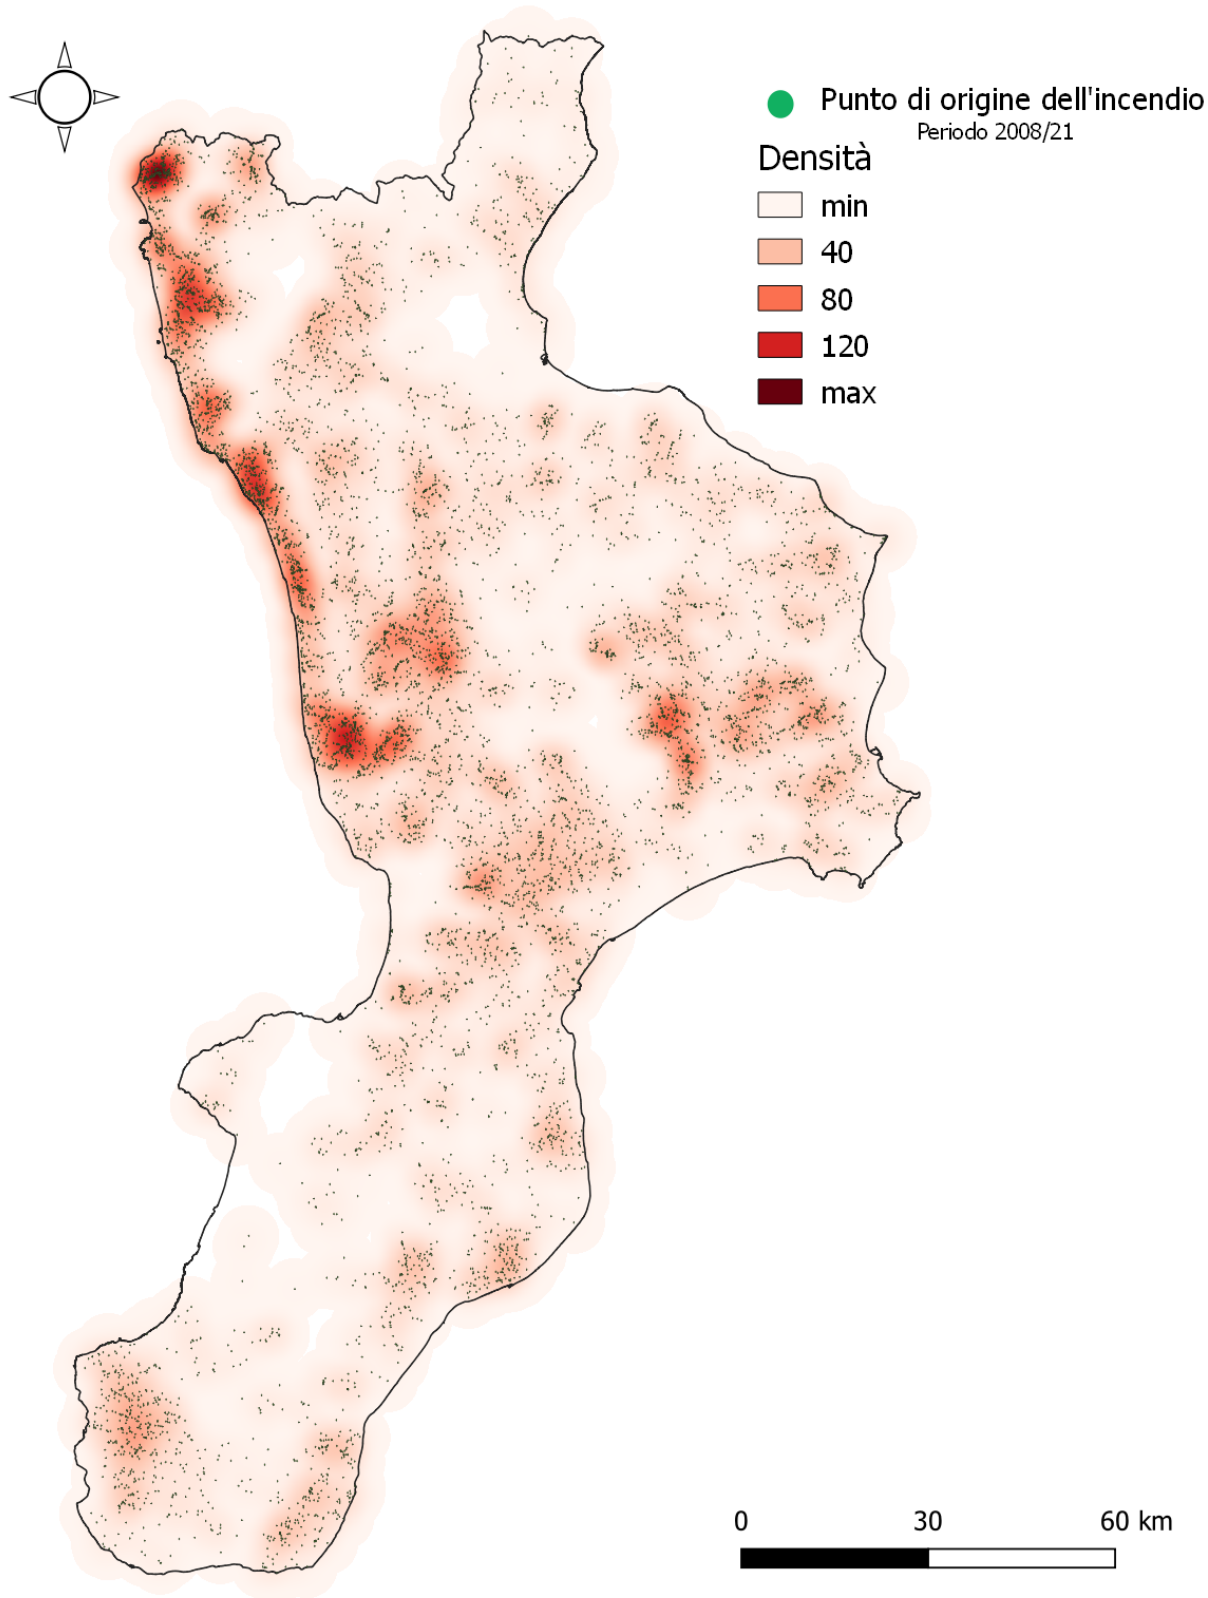 Punto di origine dell'incendio
Periodo 2008/21
Densità
min
40
80
120
max
0 30 60 km